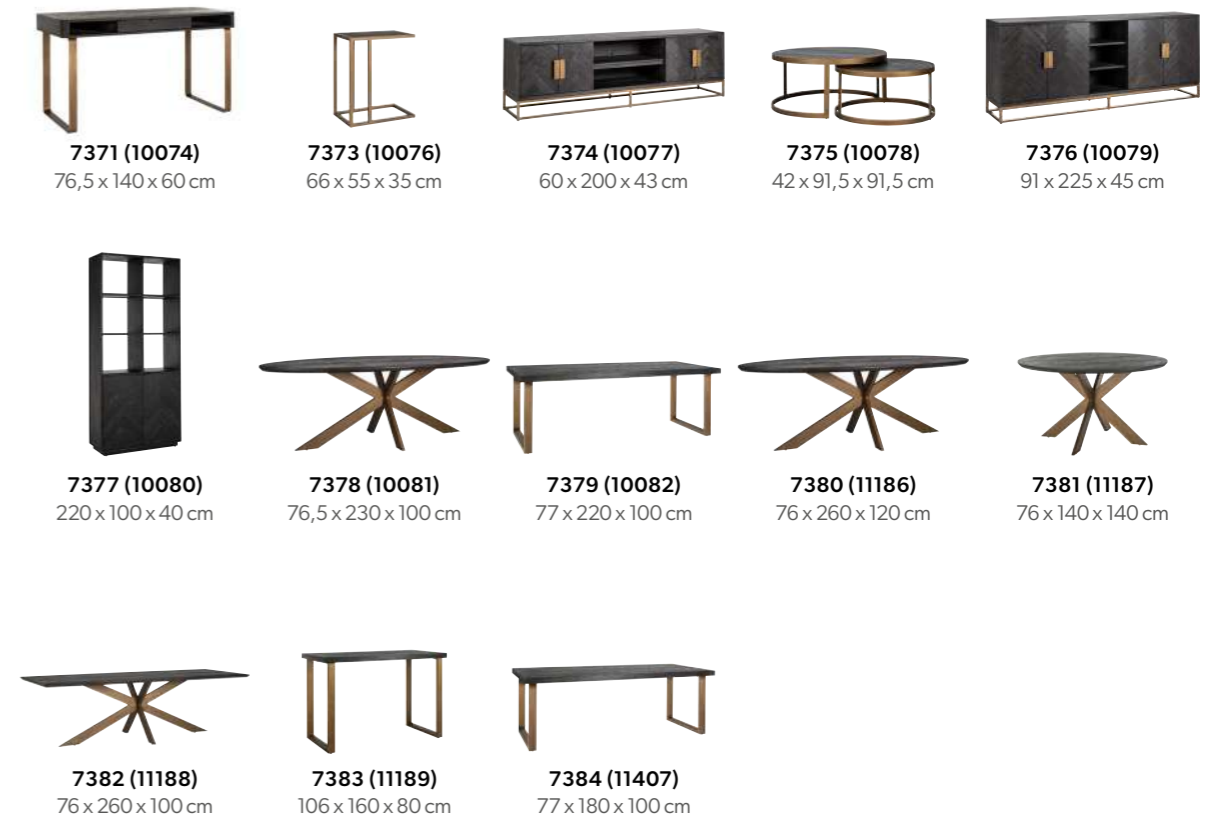 7371 (10074)
76,5 x 140 x 60 cm
7373 (10076)
66 x 55 x 35 cm
7374 (10077)
60 x 200 x 43 cm
7375 (10078)
42 x 91,5 x 91,5 cm
7376 (10079)
91 x 225 x 45 cm
7377 (10080)
220 x 100 x 40 cm
7378 (10081)
76,5 x 230 x 100 cm
7379 (10082)
77 x 220 x 100 cm
7380 (11186)
76 x 260 x 120 cm
7381 (11187)
76 x 140 x 140 cm
7382 (11188)
76 x 260 x 100 cm
7383 (11189)
106 x 160 x 80 cm
7384 (11407)
77 x 180 x 100 cm